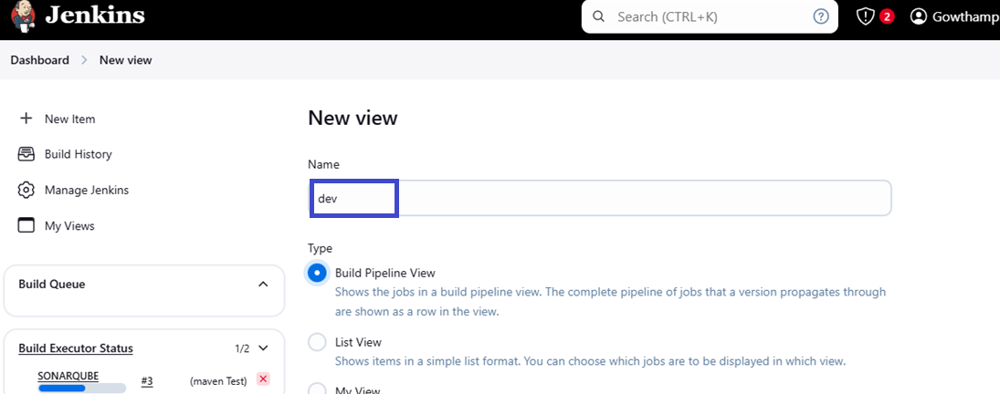 Jenkins
Search (CTRL+K)
?
2
Gowthamp
Dashboard > New view
New Item
Build History
Manage Jenkins
My Views
Build Queue
Build Executor Status
1/2
SONARQUBE
#3
(maven Test)
New view
Name
dev
Type
Build Pipeline View
Shows the jobs in a build pipeline view. The complete pipeline of jobs that a version propagates through
are shown as a row in the view.
List View
Shows items in a simple list format. You can choose which jobs are to be displayed in which view.
My View